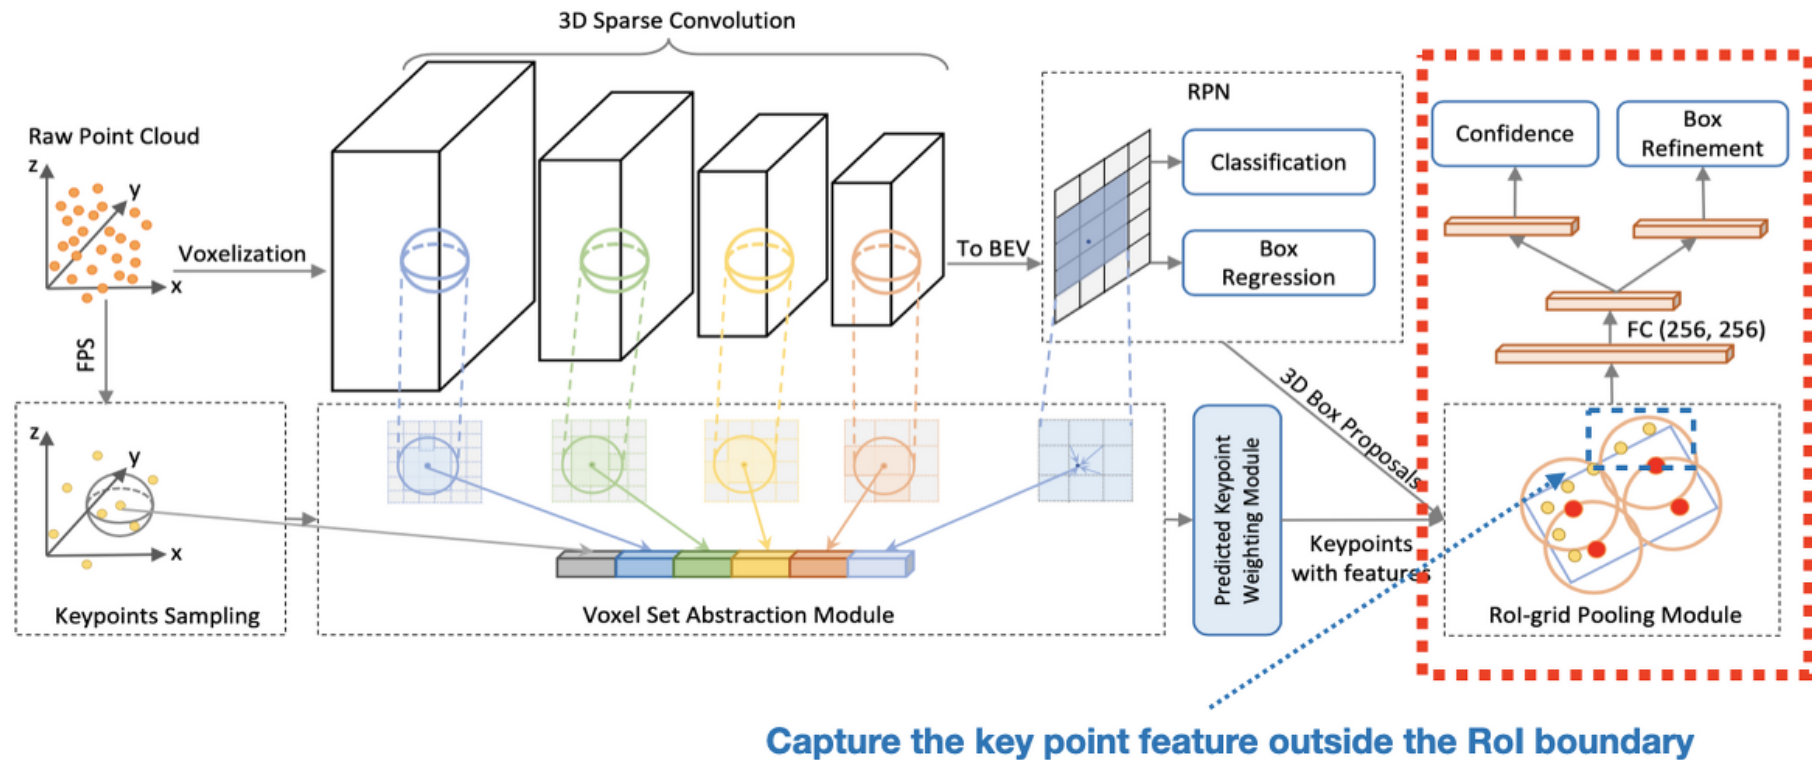 3D Sparse Convolution
Raw Point Cloud
z
y
x
Voxelization
FPS
To BEV
RPN
Classification
Box
Regression
Confidence
Box
Refinement
FC (256, 256)
3D Box Proposals
z
y
x
Keypoints Sampling
Voxel Set Abstraction Module
Predicted Keypoint
Weighting Module
Keypoints
with features
RoI-grid Pooling Module
Capture the key point feature outside the RoI boundary